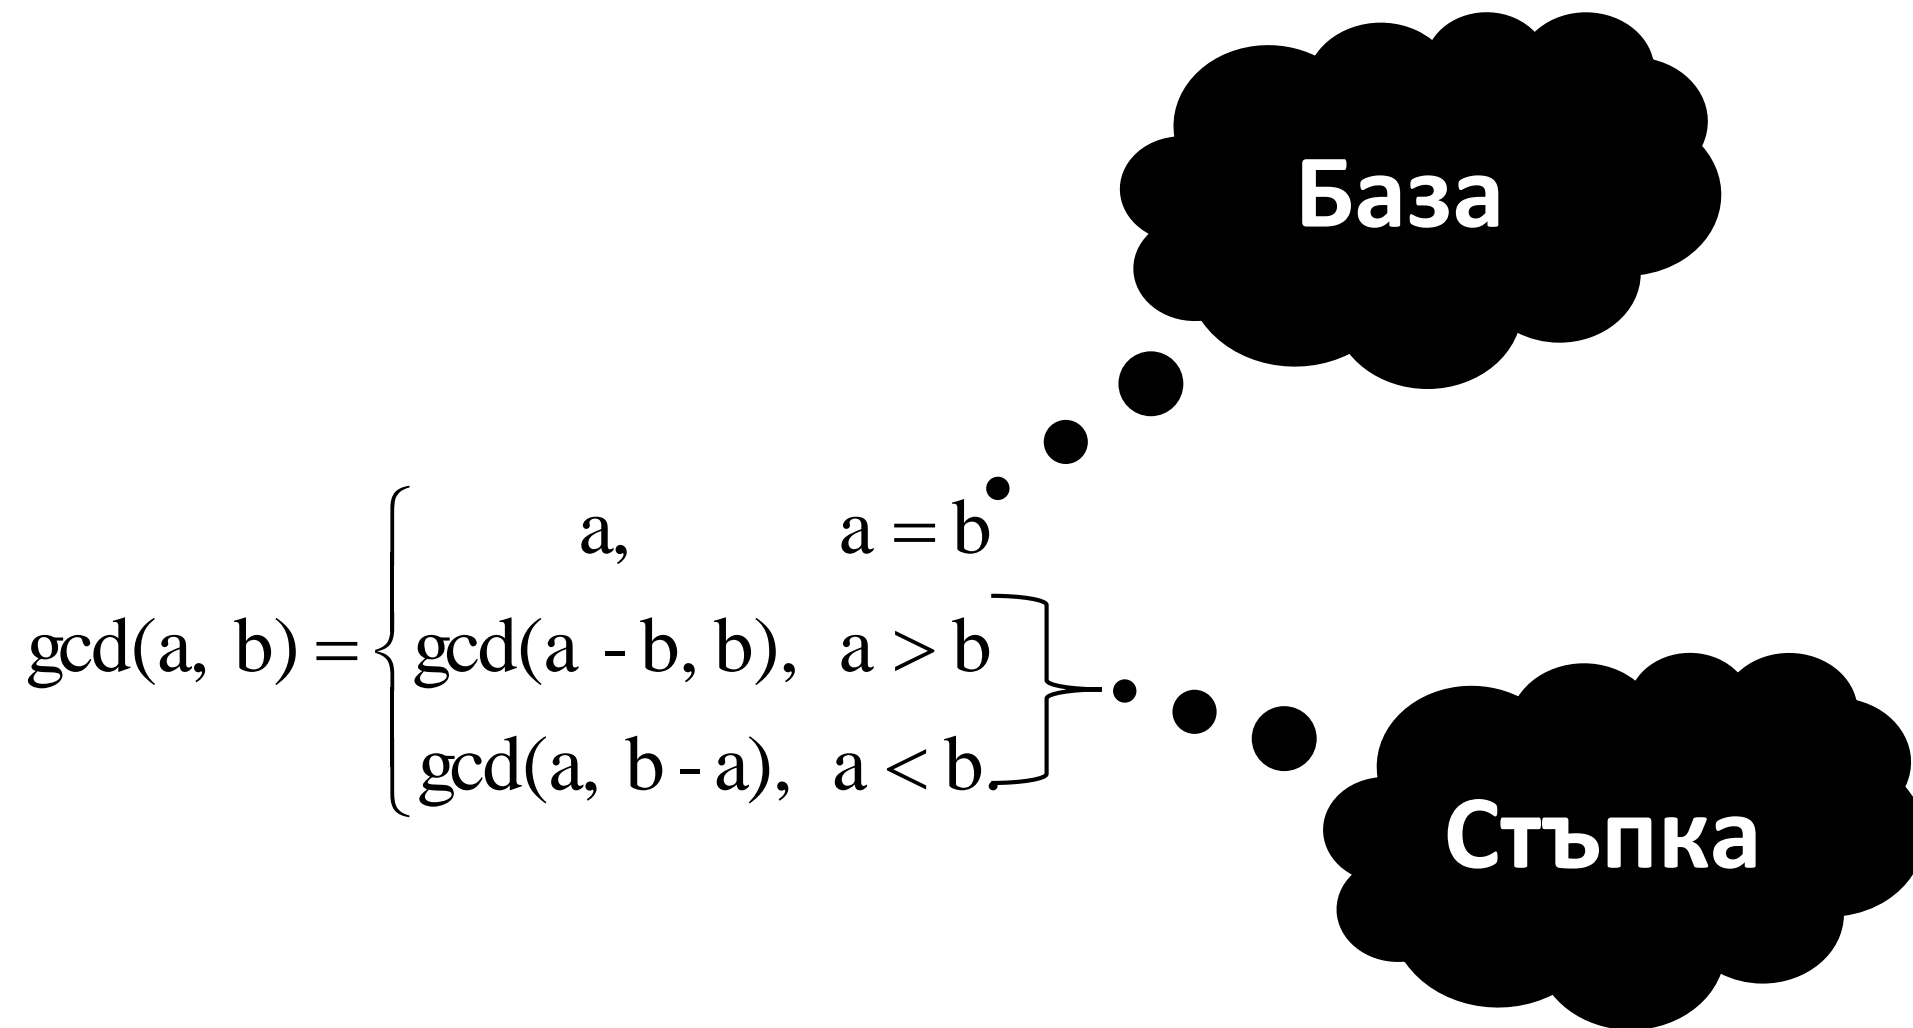 База
a, a = b
gcd(a, b) = gcd(a - b, b), a > b
gcd(a, b - a), a < b.
Стъпка